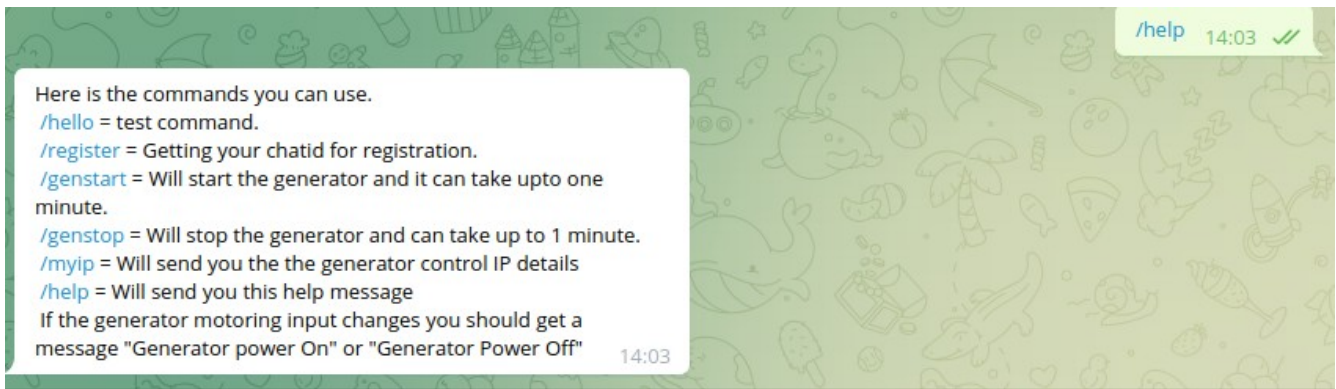 /help 14:03
Here is the commands you can use.
/hello = test command.
/register = Getting your chatid for registration.
/genstart = Will start the generator and it can take upto one
minute.
/genstop = Will stop the generator and can take up to 1 minute.
/myip = Will send you the the generator control IP details
/help = Will send you this help message
If the generator motoring input changes you should get a
message "Generator power On" or "Generator Power Off" 14:03